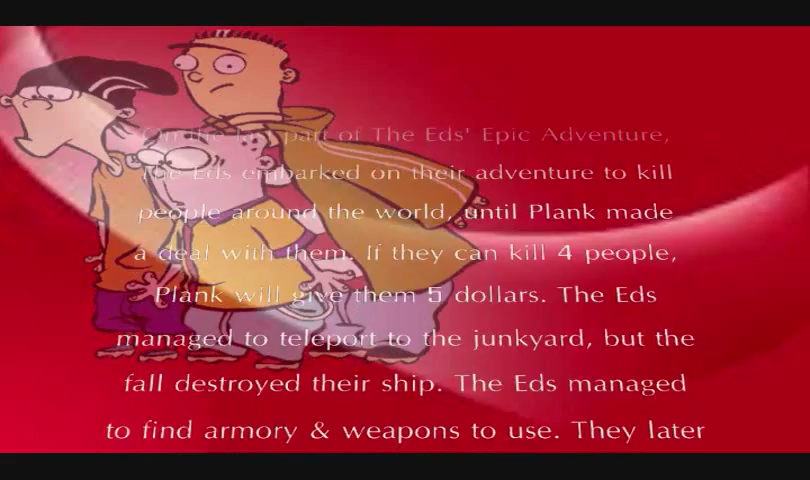 On the last part of The Eds' Epic Adventure,
The Eds embarked on their adventure to kill
people around the world, until Plank made
a deal with them. If they can kill 4 people,
Plank will give them 5 dollars. The Eds
managed to teleport to the junkyard, but the
fall destroyed their ship. The Eds managed
to find armory & weapons to use. They later